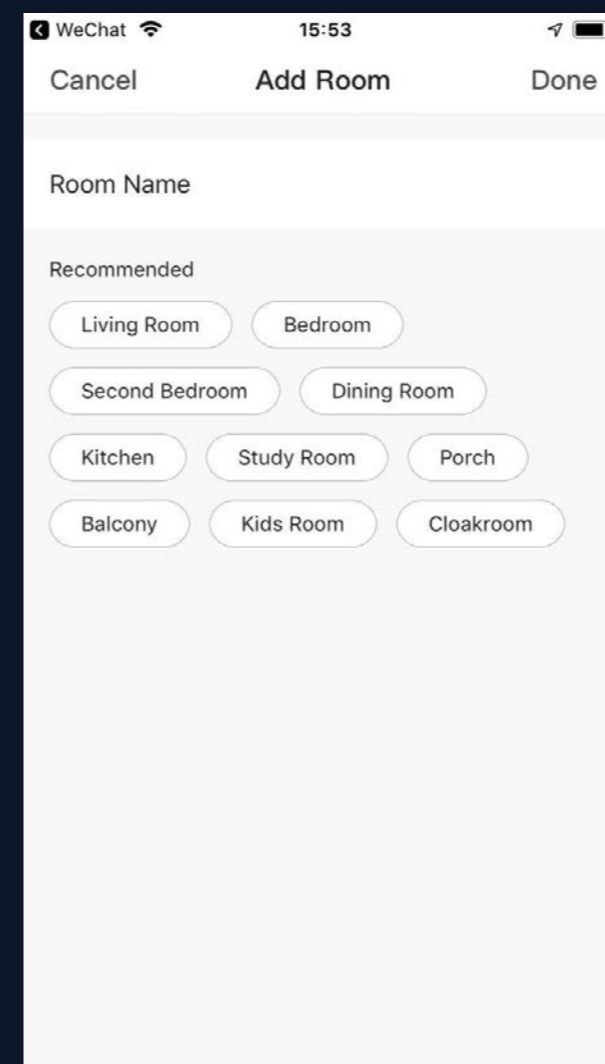 WeChat 15:53
Cancel Add Room Done
Room Name
Recommended
Living Room Bedroom
Second Bedroom Dining Room
Kitchen Study Room Porch
Balcony Kids Room Cloakroom